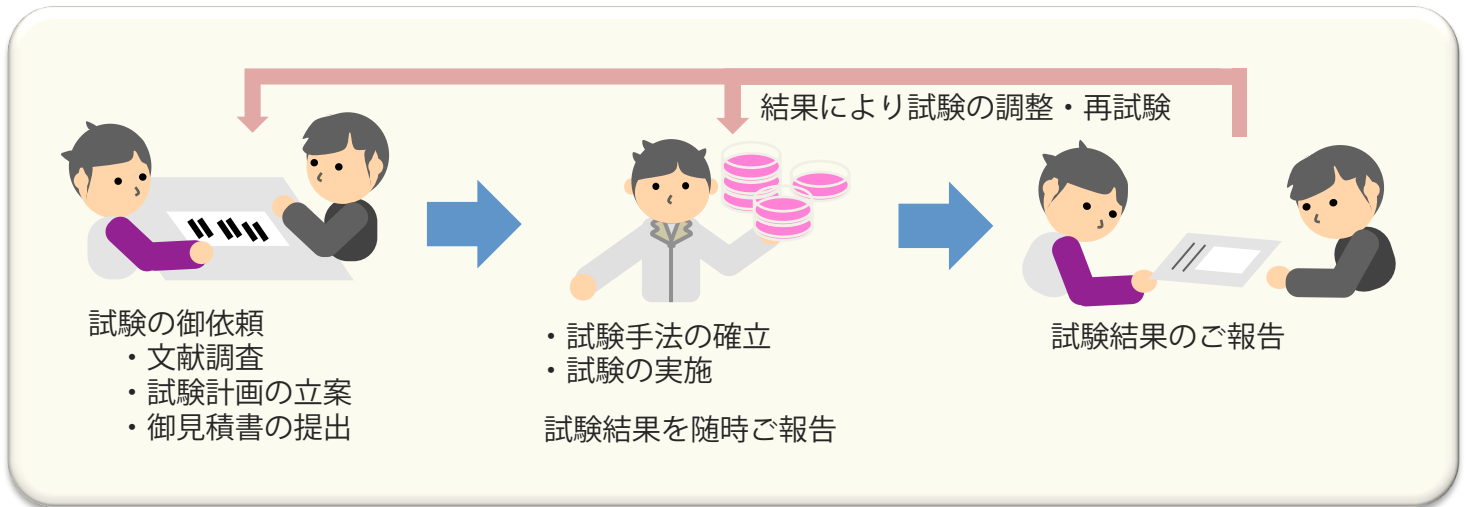 結果により試験の調整・再試験
試験の御依頼
・文献調査
・試験計画の立案
・御見積書の提出
・試験手法の確立
・試験の実施
試験結果を随時ご報告
試験結果のご報告